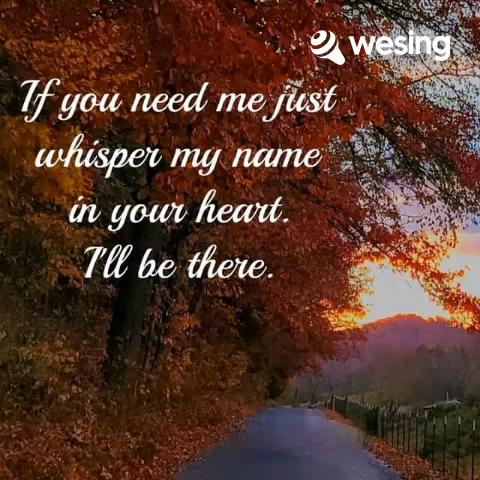 wesing
If you need me just
whisper my name
in your heart.
I'll be there.